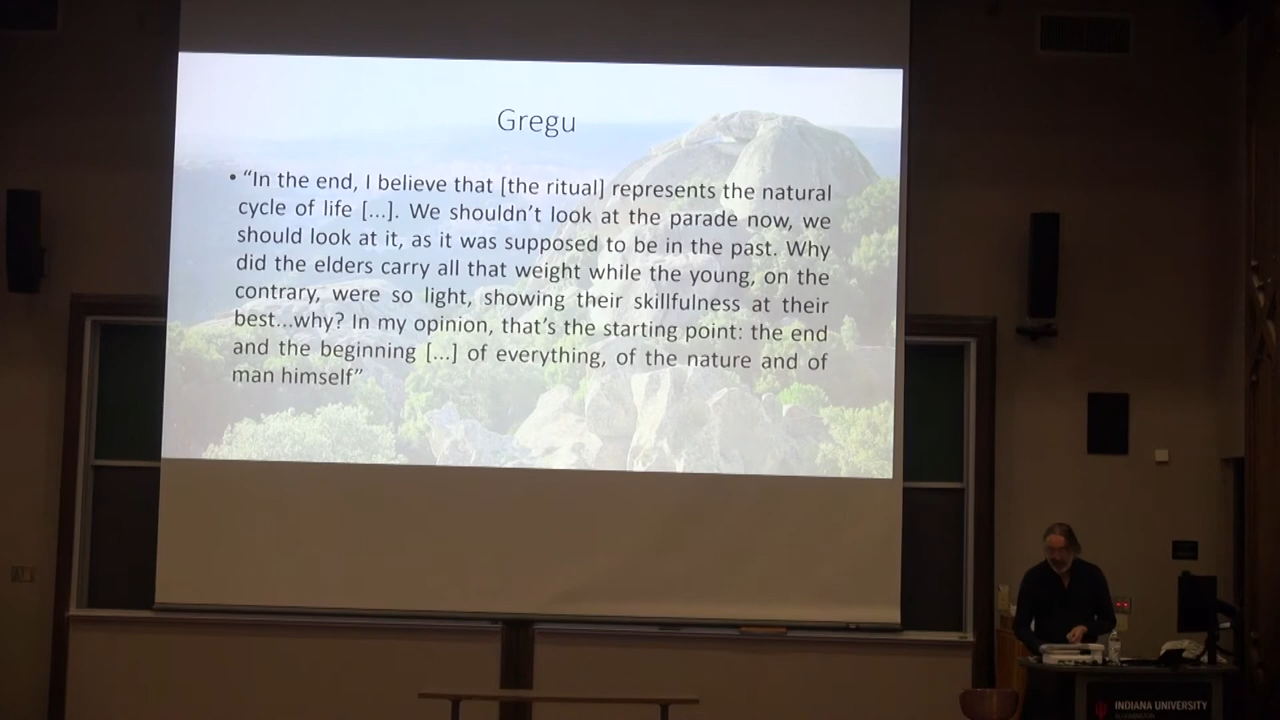 Gregu
• “In the end, I believe that [the ritual] represents the natural
cycle of life [...]. We shouldn’t look at the parade now, we
should look at it, as it was supposed to be in the past. Why
did the elders carry all that weight while the young, on the
contrary, were so light, showing their skillfulness at their
best...why? In my opinion, that’s the starting point: the end
and the beginning [...] of everything, of the nature and of
man himself”
INDIANA UNIVERSITY